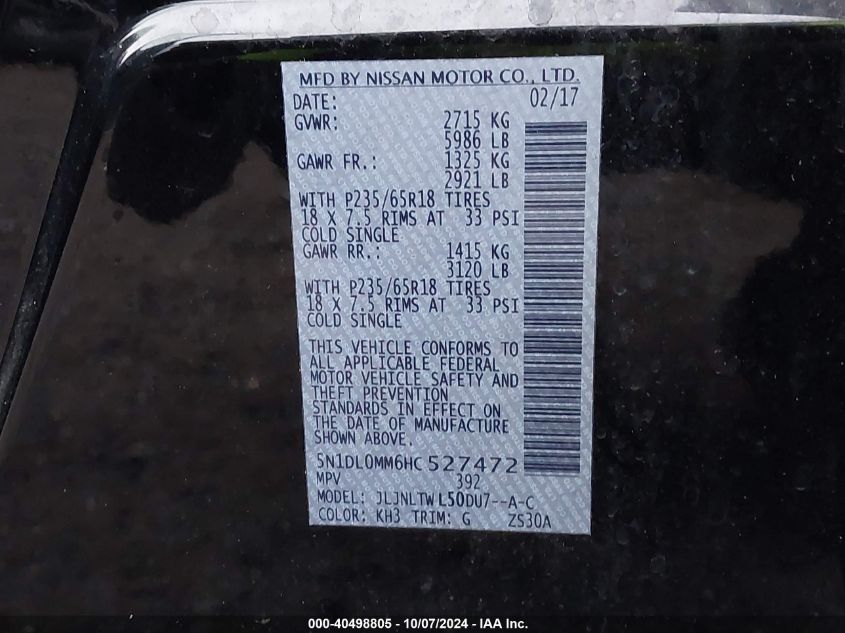 MFD BY NISSAN MOTOR CO., LTD.
DATE: 02/17
GVWR: 2715 KG
5986 LB
GAWR FR.: 1325 KG
2921 LB
WITH P235/65R18 TIRES
18 X 7.5 RIMS AT 33 PSI
COLD SINGLE
GAWR RR.: 1415 KG
3120 LB
WITH P235/65R18 TIRES
18 X 7.5 RIMS AT 33 PSI
COLD SINGLE
THIS VEHICLE CONFORMS TO
ALL APPLICABLE FEDERAL
MOTOR VEHICLE SAFETY AND
THEFT PREVENTION
STANDARDS IN EFFECT ON
THE DATE OF MANUFACTURE
SHOWN ABOVE.
5N1DL0MM6HC527472
MPV 392
MODEL: JLJNLTWL50DU7--A-C
COLOR: KH3 TRIM: G ZS30A
000-40498805 - 10/07/2024 - IAA Inc.